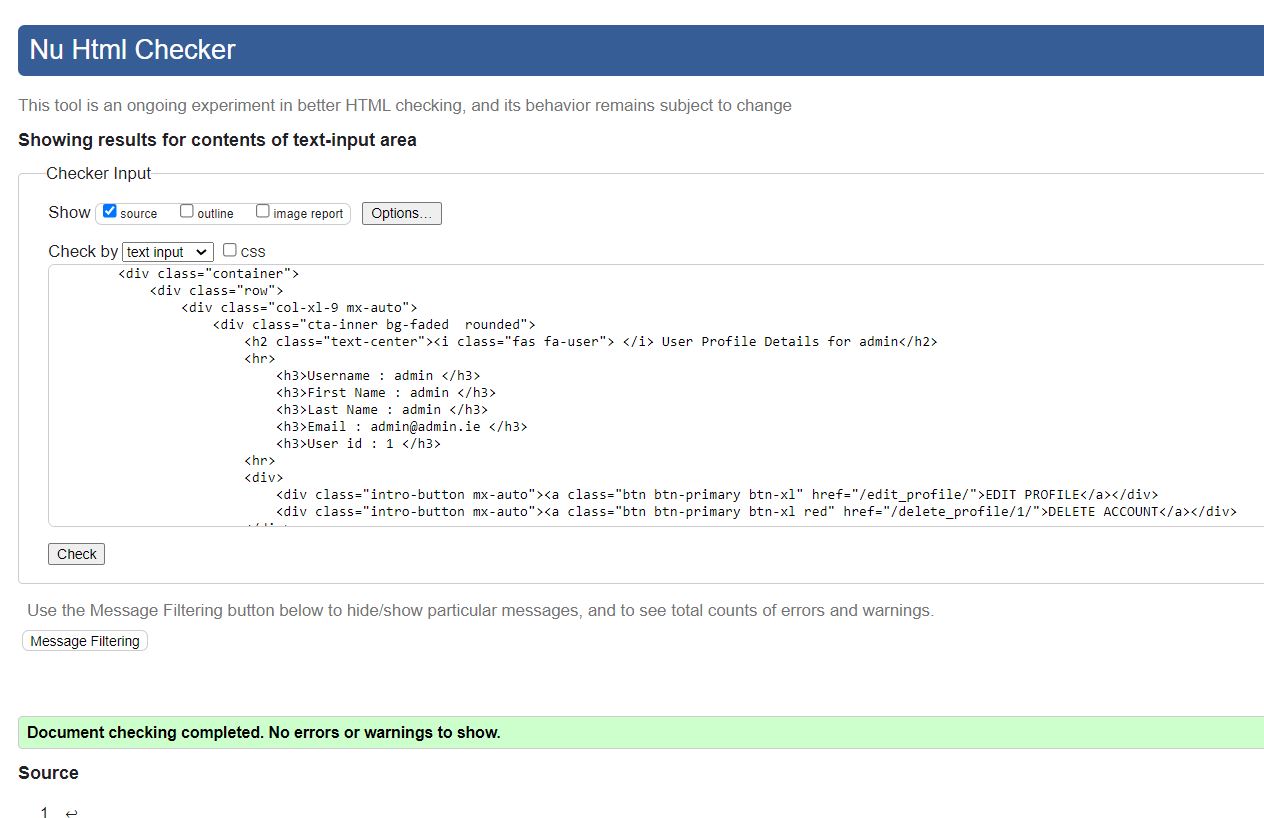 Nu Html Checker
This tool is an ongoing experiment in better HTML checking, and its behavior remains subject to change
Showing results for contents of text-input area
Checker Input
Show source outline image report Options...
Check by text input CSS
<div class="container">
<div class="row">
<div class="col-xl-9 mx-auto">
<div class="cta-inner bg-faded  rounded">
<h2 class="text-center"><i class="fas fa-user"> </i> User Profile Details for admin</h2>
<hr>
<h3>Username : admin </h3>
<h3>First Name : admin </h3>
<h3>Last Name : admin </h3>
<h3>Email : admin@admin.ie </h3>
<h3>User id : 1 </h3>
<hr>
<div>
<div class="intro-button mx-auto"><a class="btn btn-primary btn-xl" href="/edit_profile/">EDIT PROFILE</a></div>
<div class="intro-button mx-auto"><a class="btn btn-primary btn-xl red" href="/delete_profile/1/">DELETE ACCOUNT</a></div>
Check
Use the Message Filtering button below to hide/show particular messages, and to see total counts of errors and warnings.
Message Filtering
Document checking completed. No errors or warnings to show.
Source
1 ↩